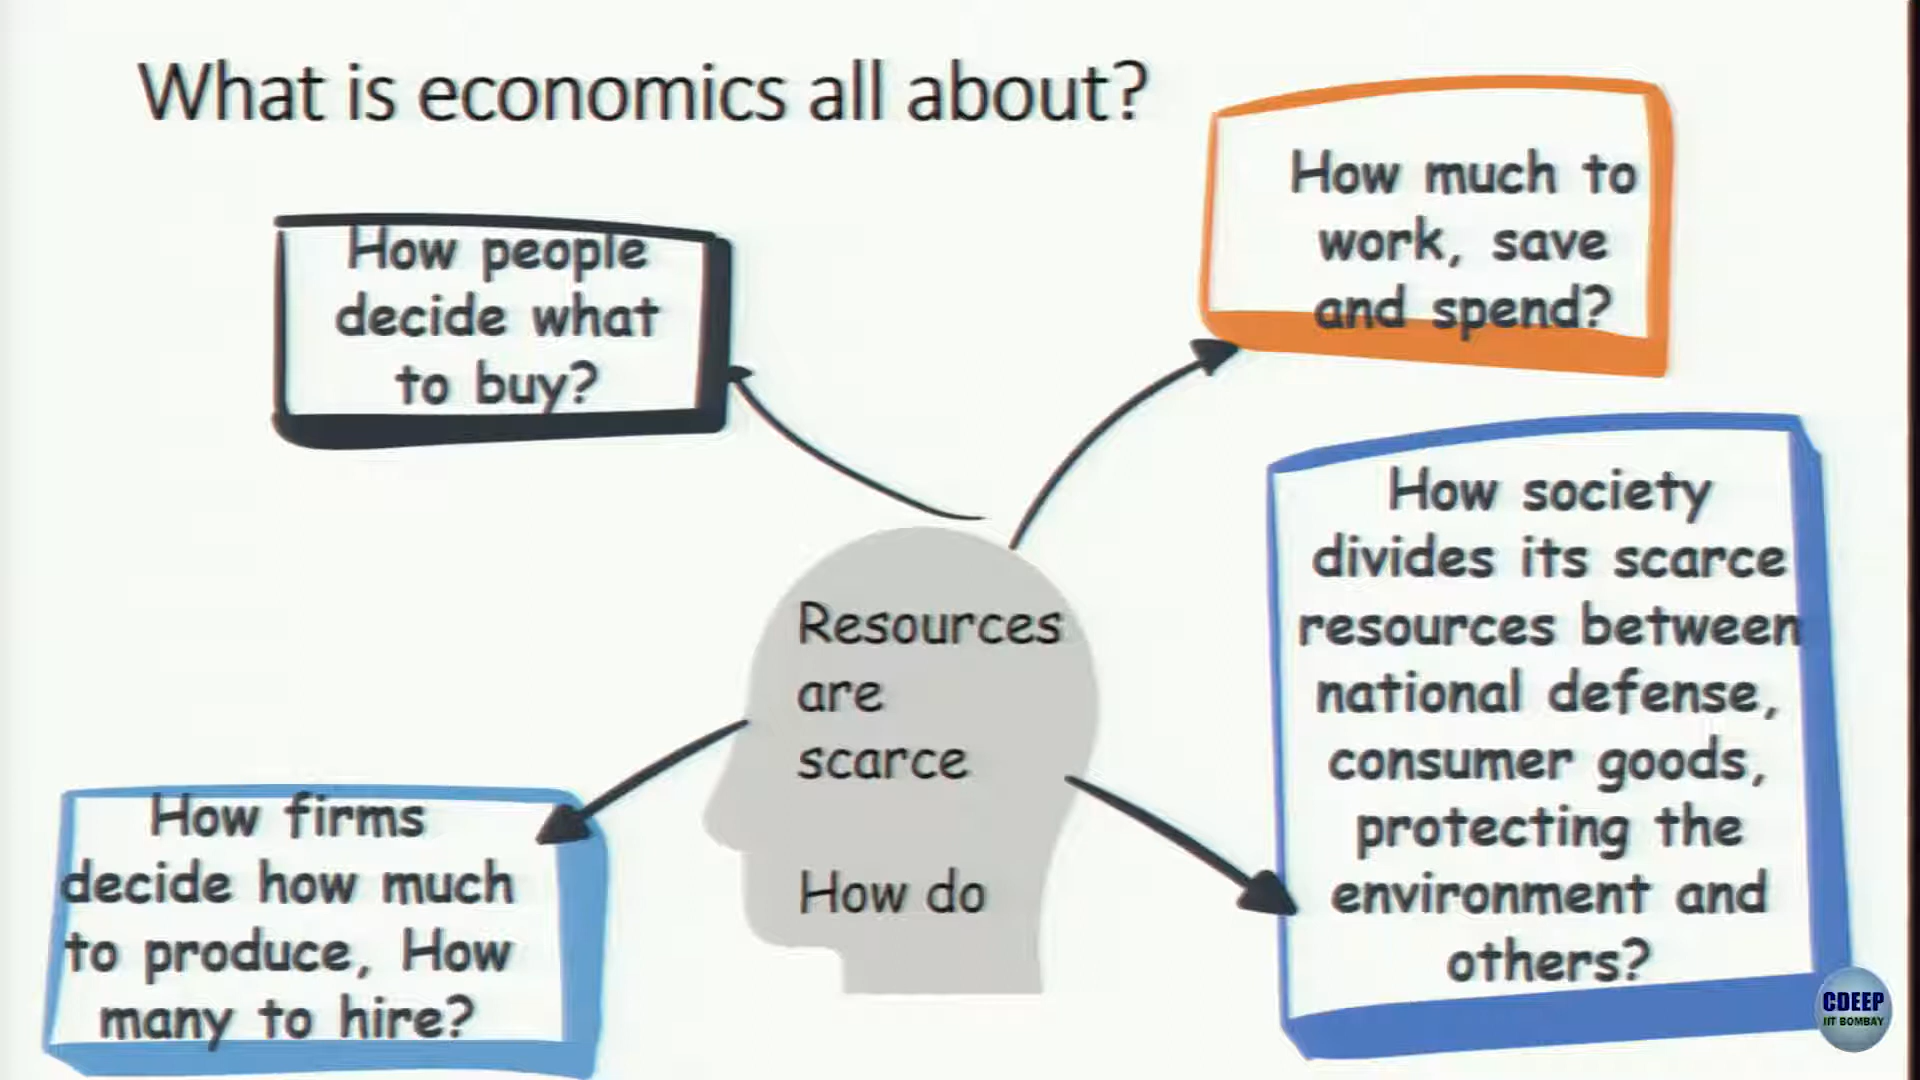 What is economics all about?
How people
decide what
to buy?
How much to
work, save
and spend?
How society
divides its scarce
resources between
national defense,
consumer goods,
protecting the
environment and
others?
Resources
are
scarce
How do
How firms
decide how much
to produce, How
many to hire?
CDEEP
IIT BOMBAY